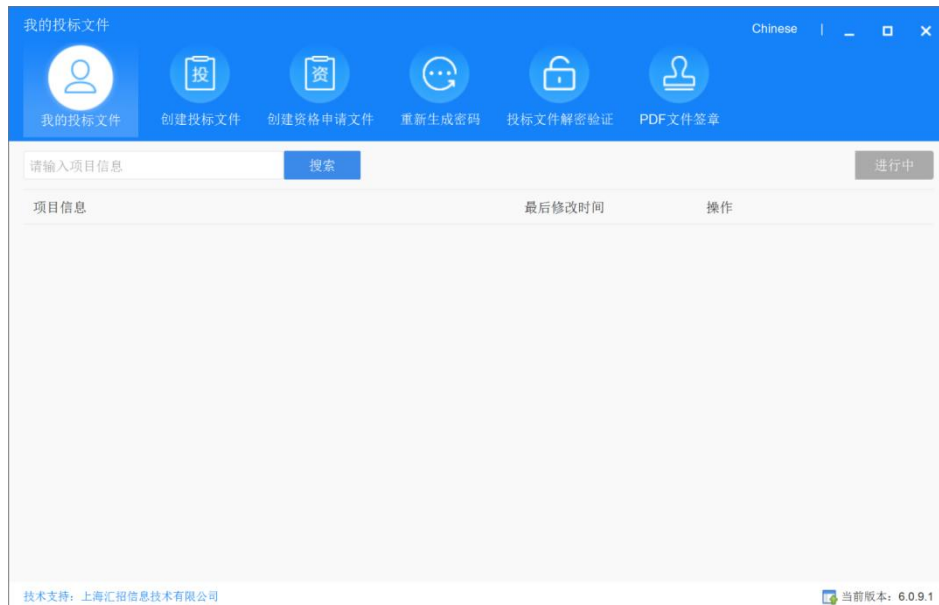 我的投标文件
Chinese |
投 资
我的投标文件 创建投标文件 创建资格申请文件 重新生成密码 投标文件解密验证 PDF文件签章
请输入项目信息 搜索 进行中
项目信息 最后修改时间 操作
技术支持：上海汇招信息技术有限公司 当前版本：6.0.9.1